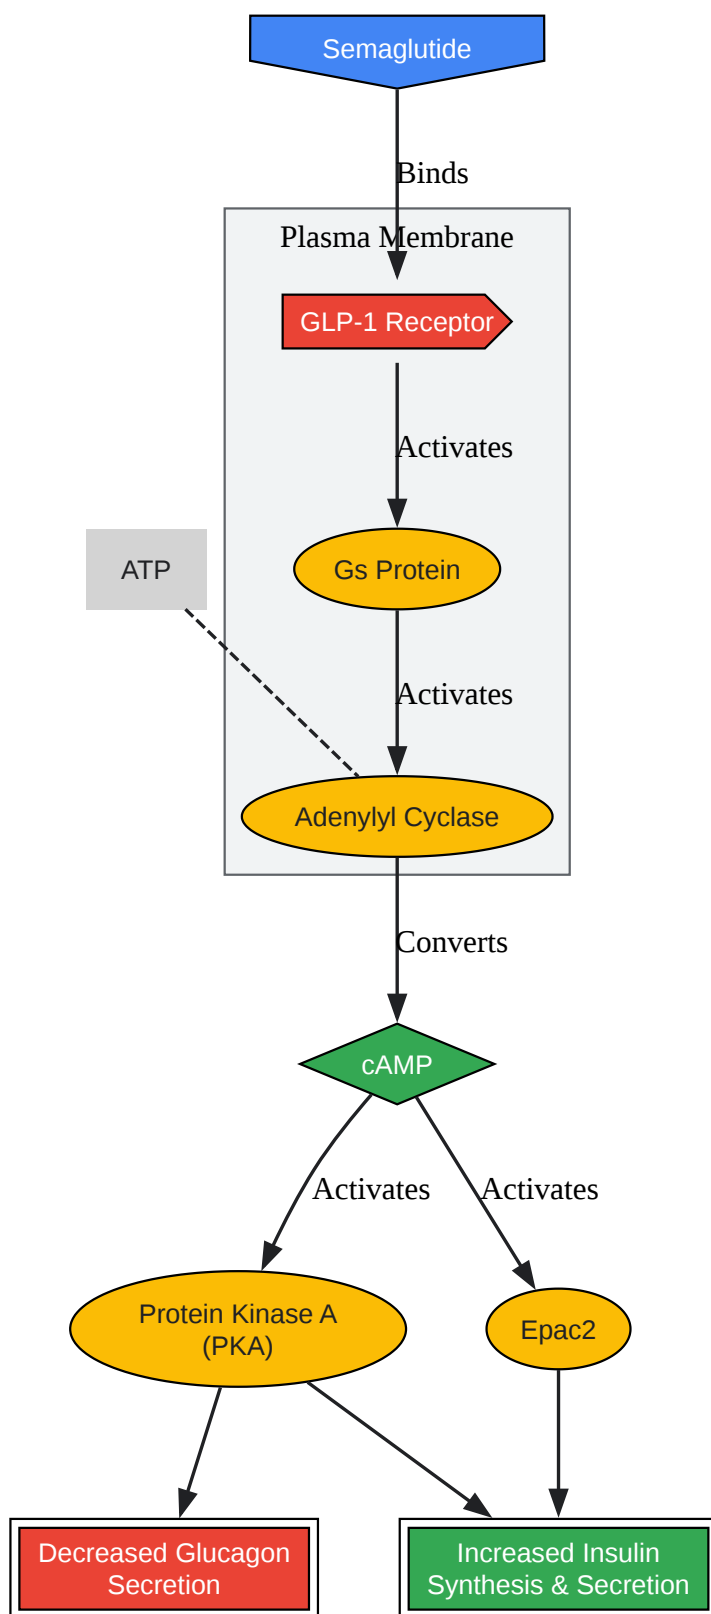 Semaglutide
Binds
Plasma Membrane
GLP-1 Receptor
Activates
ATP
Gs Protein
Activates
Adenylyl Cyclase
Converts
cAMP
Activates
Activates
Protein Kinase A
(PKA)
Epac2
Decreased Glucagon
Secretion
Increased Insulin
Synthesis & Secretion